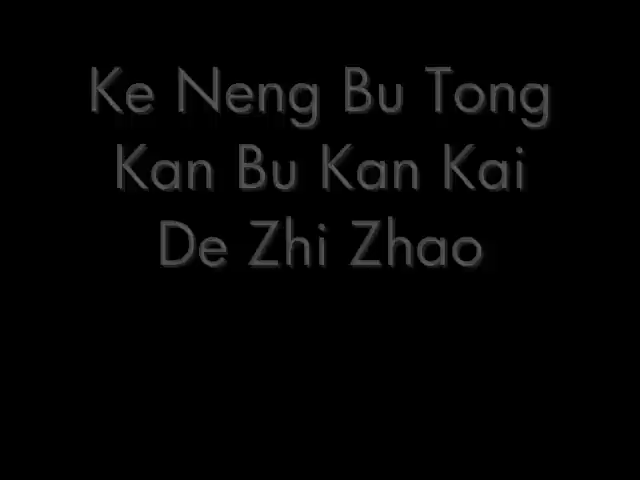 Ke Neng Bu Tong
Kan Bu Kan Kai
De Zhi Zhao